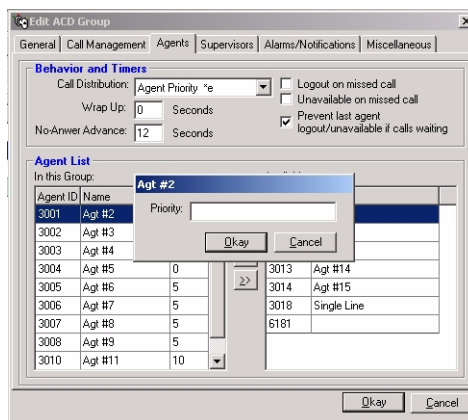 Edit ACD Group
General Call Management Agents Supervisors Alarms/Notifications Miscellaneous
Behavior and Timers
Call Distribution: Agent Priority *e
Wrap Up: 0 Seconds
No-Anwer Advance: 12 Seconds
Logout on missed call
Unavailable on missed call
Prevent last agent
logout/unavailable if calls waiting
Agent List
In this Group:
Agent ID Name
3001 Agt #2
3002 Agt #3
3003 Agt #4
3004 Agt #5 0
3006 Agt #6 5
3006 Agt #7 5
3007 Agt #8 5
3008 Agt #9 5
3010 Agt #11 10
>>
3013 Agt #14
3014 Agt #15
3018 Single Line
6181
Agt #2
Priority:
Okay Cancel
Okay Cancel